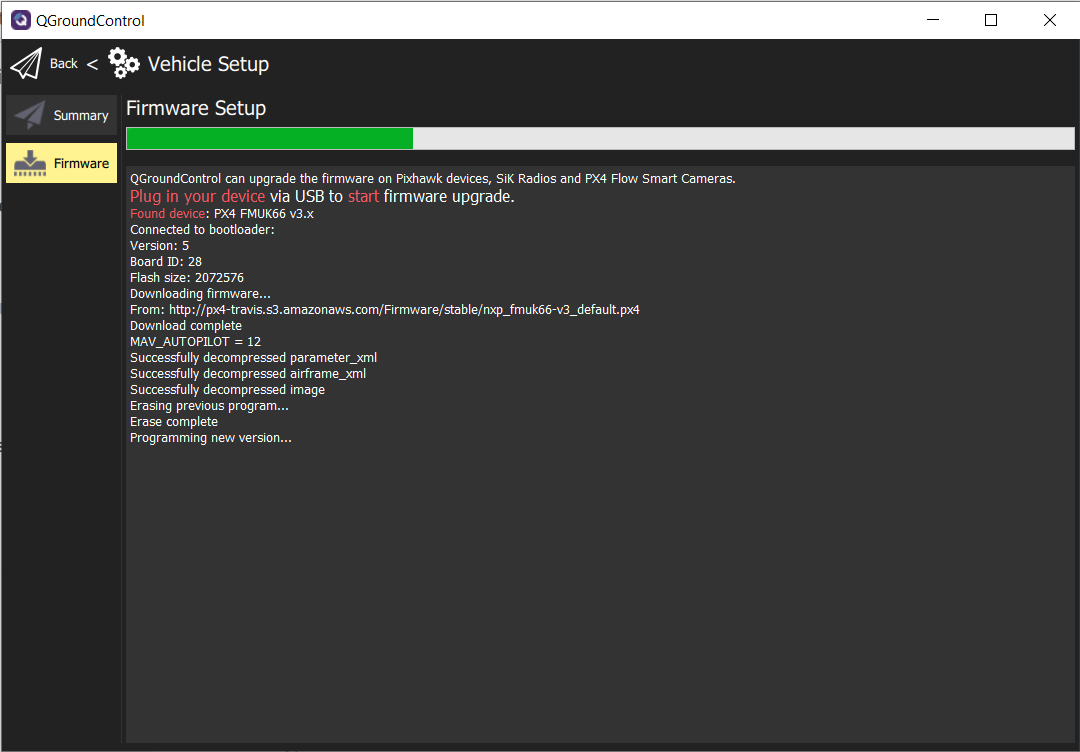 QGroundControl
Back < Vehicle Setup
Summary
Firmware
Firmware Setup
QGroundControl can upgrade the firmware on Pixhawk devices, SiK Radios and PX4 Flow Smart Cameras.
Plug in your device via USB to start firmware upgrade.
Found device: PX4 FMUK66 v3.x
Connected to bootloader:
Version: 5
Board ID: 28
Flash size: 2072576
Downloading firmware...
From: http://px4-travis.s3.amazonaws.com/Firmware/stable/nxp_fmuk66-v3_default.px4
Download complete
MAV_AUTOPILOT = 12
Successfully decompressed parameter_xml
Successfully decompressed airframe_xml
Successfully decompressed image
Erasing previous program...
Erase complete
Programming new version...